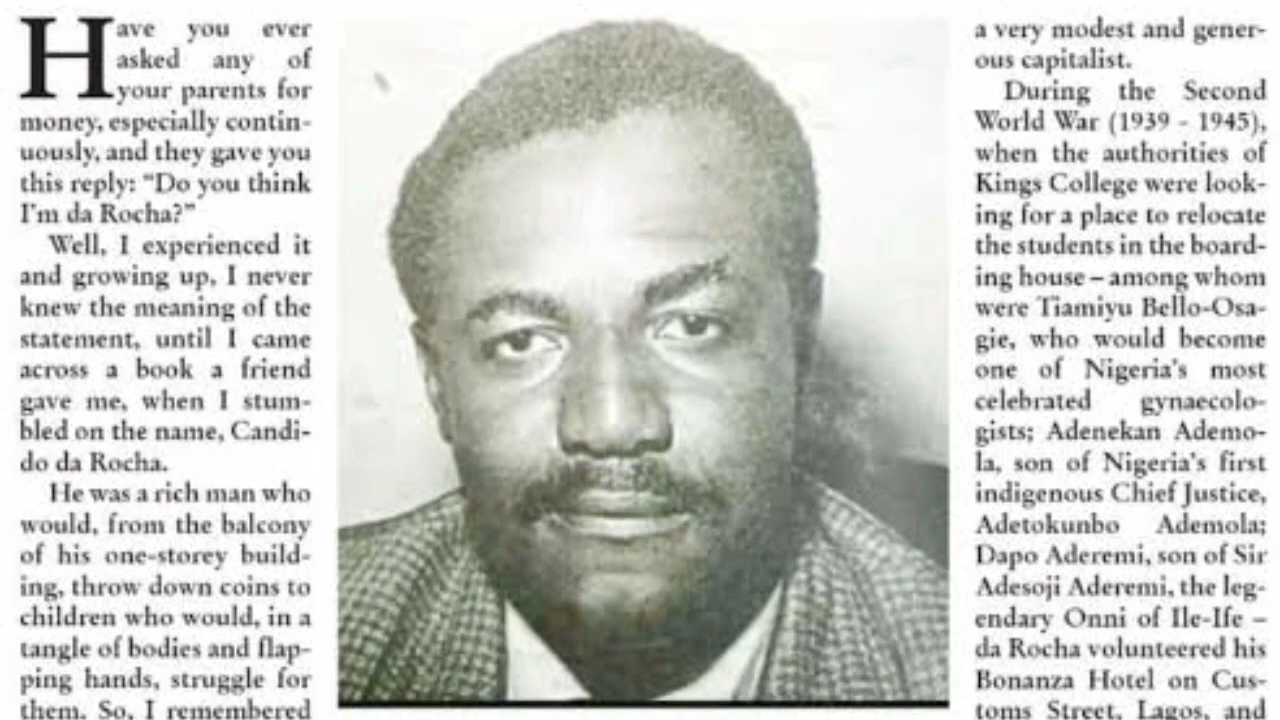 Have you ever
asked any of
your parents for
money, especially contin-
uously, and they gave you
this reply: “Do you think
I’m da Rocha?”
Well, I experienced it
and growing up, I never
knew the meaning of the
statement, until I came
across a book a friend
gave me, when I stum-
bled on the name, Candi-
do da Rocha.
He was a rich man who
would, from the balcony
of his one-storey build-
ing, throw down coins to
children who would, in a
tangle of bodies and flap-
ping hands, struggle for
them. So, I remembered
a very modest and gener-
ous capitalist.
During the Second
World War (1939 - 1945),
when the authorities of
Kings College were look-
ing for a place to relocate
the students in the board-
ing house – among whom
were Tiamiyu Bello-Osa-
gie, who would become
one of Nigeria’s most
celebrated gynaecolo-
gists; Adenekan Ademo-
la, son of Nigeria’s first
indigenous Chief Justice,
Adetokunbo Ademola;
Dapo Aderemi, son of Sir
Adesoji Aderemi, the leg-
endary Onni of Ile-Ife –
da Rocha volunteered his
Bonanza Hotel on Cus-
toms Street, Lagos, and